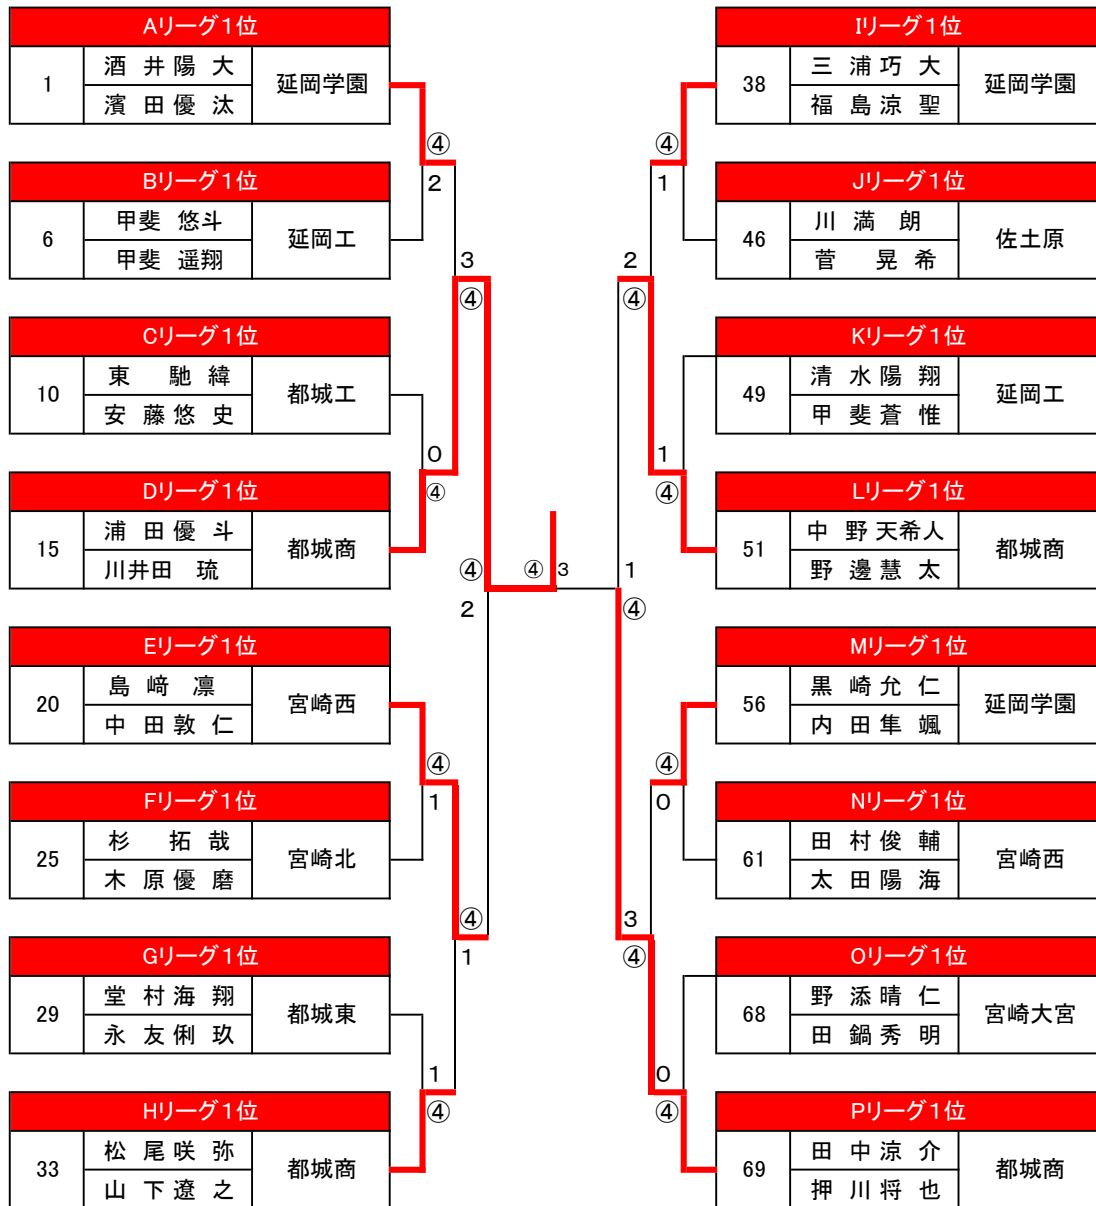 Aリーグ1位
1
酒井陽大
濱田優汰
延岡学園
④
2
Bリーグ1位
6
甲斐 悠斗
甲斐 遥翔
延岡工
3
④
Cリーグ1位
10
東 馳緯
安藤悠史
都城工
0
④
Dリーグ1位
15
浦田優斗
川井田 琉
都城商
④
2
Eリーグ1位
20
島﨑 凛
中田敦仁
宮崎西
④
1
Fリーグ1位
25
杉 拓哉
木原優磨
宮崎北
④
1
Gリーグ1位
29
堂村海翔
永友俐玖
都城東
1
④
Hリーグ1位
33
松尾咲弥
山下遼之
都城商
④ 3
Iリーグ1位
38
三浦巧大
福島涼聖
延岡学園
④
1
Jリーグ1位
46
川満 朗
菅 晃希
佐土原
2
④
Kリーグ1位
49
清水陽翔
甲斐蒼惟
延岡工
1
④
Lリーグ1位
51
中野天希人
野邊慧太
都城商
1
④
Mリーグ1位
56
黒崎允仁
内田隼颯
延岡学園
④
0
Nリーグ1位
61
田村俊輔
太田陽海
宮崎西
3
④
Oリーグ1位
68
野添晴仁
田鍋秀明
宮崎大宮
0
④
Pリーグ1位
69
田中涼介
押川将也
都城商